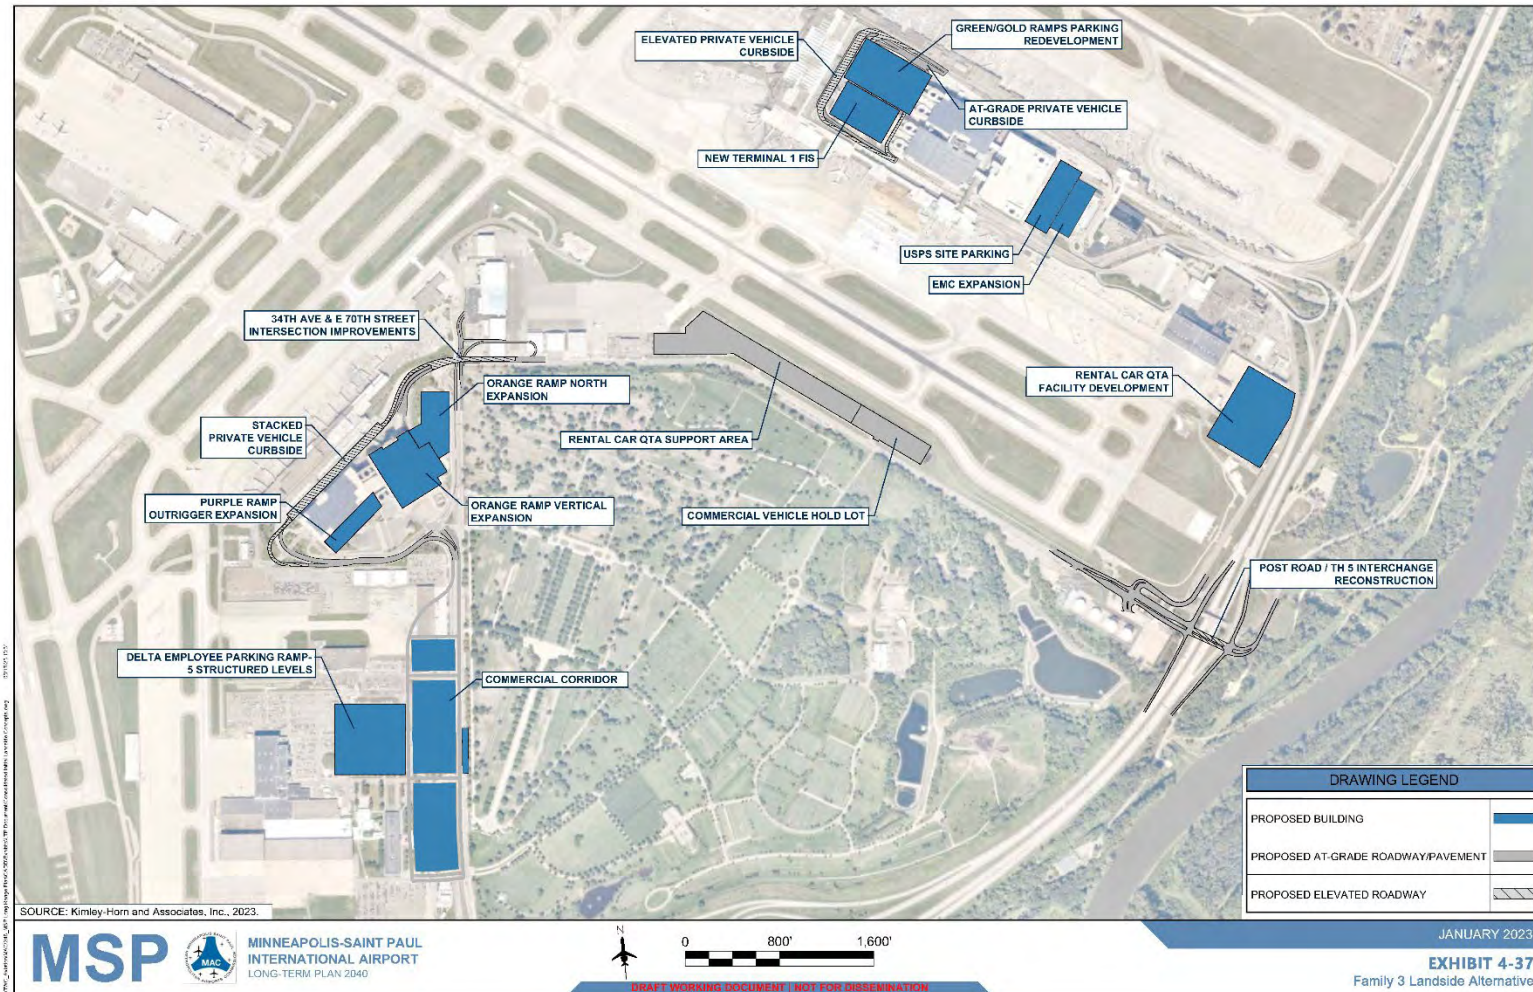 ELEVATED PRIVATE VEHICLE
CURBSIDE
GREEN/GOLD RAMPS PARKING
REDEVELOPMENT
AT-GRADE PRIVATE VEHICLE
CURBSIDE
NEW TERMINAL 1 FIS
USPS SITE PARKING
EMC EXPANSION
34TH AVE & E 70TH STREET
INTERSECTION IMPROVEMENTS
ORANGE RAMP NORTH
EXPANSION
RENTAL CAR QTA
FACILITY DEVELOPMENT
STACKED
PRIVATE VEHICLE
CURBSIDE
RENTAL CAR QTA SUPPORT AREA
PURPLE RAMP
OUTRIGGER EXPANSION
ORANGE RAMP VERTICAL
EXPANSION
COMMERCIAL VEHICLE HOLD LOT
POST ROAD / TH 5 INTERCHANGE
RECONSTRUCTION
DELTA EMPLOYEE PARKING RAMP-
5 STRUCTURED LEVELS
COMMERCIAL CORRIDOR
DRAWING LEGEND
PROPOSED BUILDING
PROPOSED AT-GRADE ROADWAY/PAVEMENT
PROPOSED ELEVATED ROADWAY
SOURCE: Kimley-Horn and Associates, Inc., 2023.
MSP
MAC
MINNEAPOLIS-SAINT PAUL
INTERNATIONAL AIRPORT
LONG-TERM PLAN 2040
N
0 800' 1,600'
DRAFT WORKING DOCUMENT | NOT FOR DISSEMINATION
JANUARY 2023
EXHIBIT 4-37
Family 3 Landside Alternative